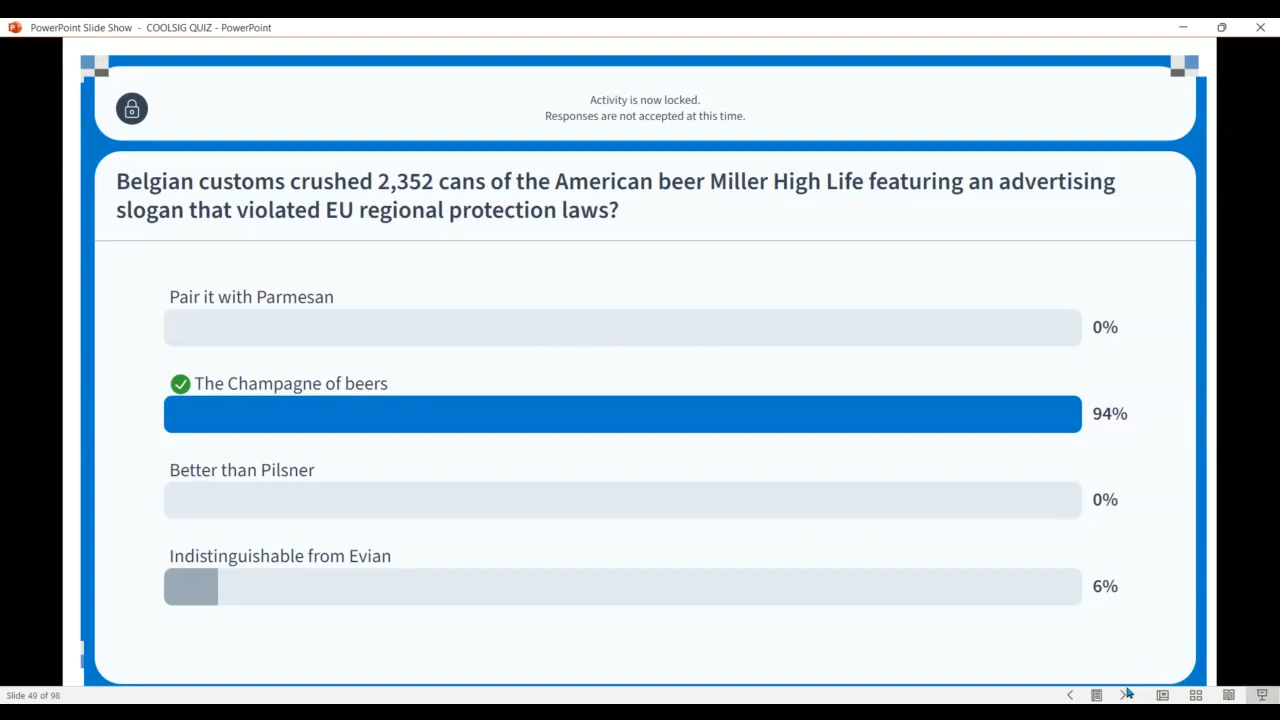 PowerPoint Slide Show - COOLSIG QUIZ - PowerPoint
Activity is now locked.
Responses are not accepted at this time.
Belgian customs crushed 2,352 cans of the American beer Miller High Life featuring an advertising
slogan that violated EU regional protection laws?
Pair it with Parmesan
0%
The Champagne of beers
94%
Better than Pilsner
0%
Indistinguishable from Evian
6%
Slide 49 of 98